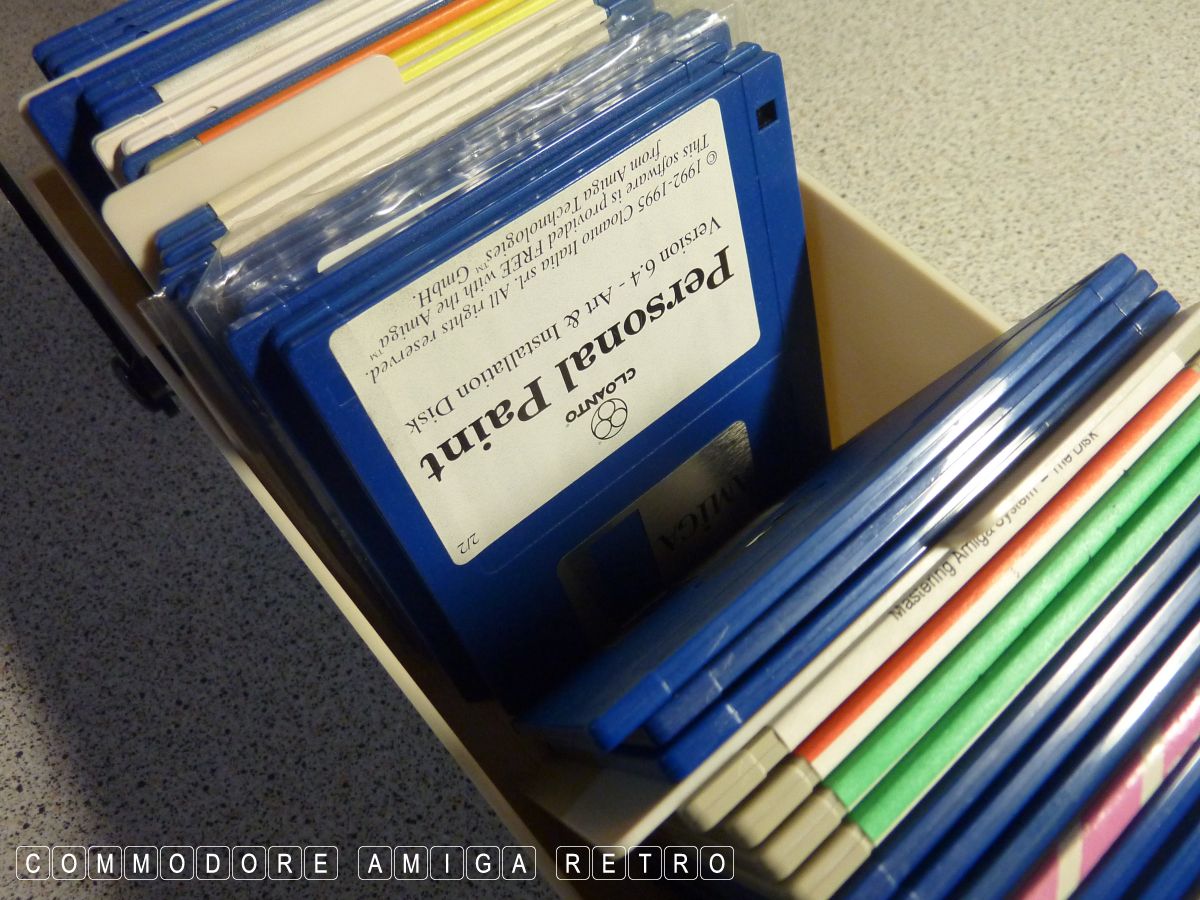 CLOANTO
Personal Paint
Version 6.4 - Art & Installation Disk
© 1992-1995 Cloanto Italia srl. All rights reserved.
This software is provided FREE with the Amiga™
from Amiga Technologies™ GmbH.
2/2
AMIGA
Mastering Amiga System - The Disk
COMMODORE AMIGA RETRO